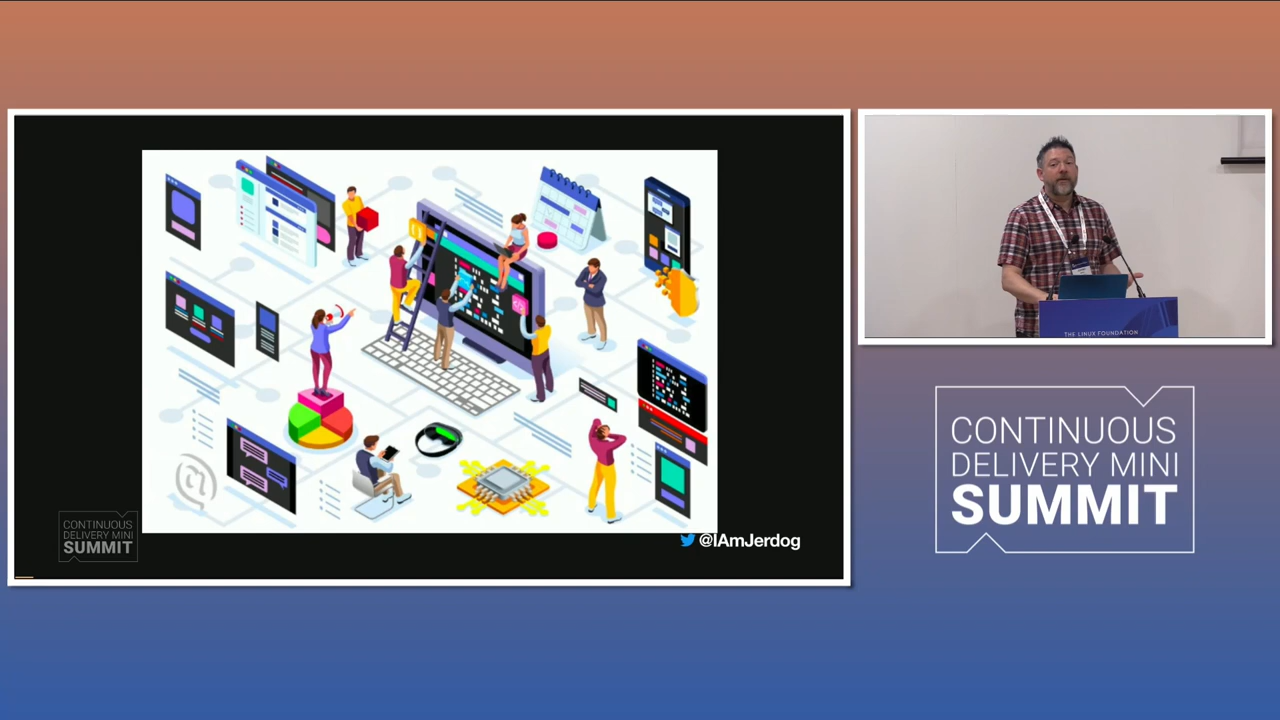 CONTINUOUS
DELIVERY MINI
SUMMIT
@IAmJerdog
THE LINUX FOUNDATION
CONTINUOUS
DELIVERY MINI
SUMMIT